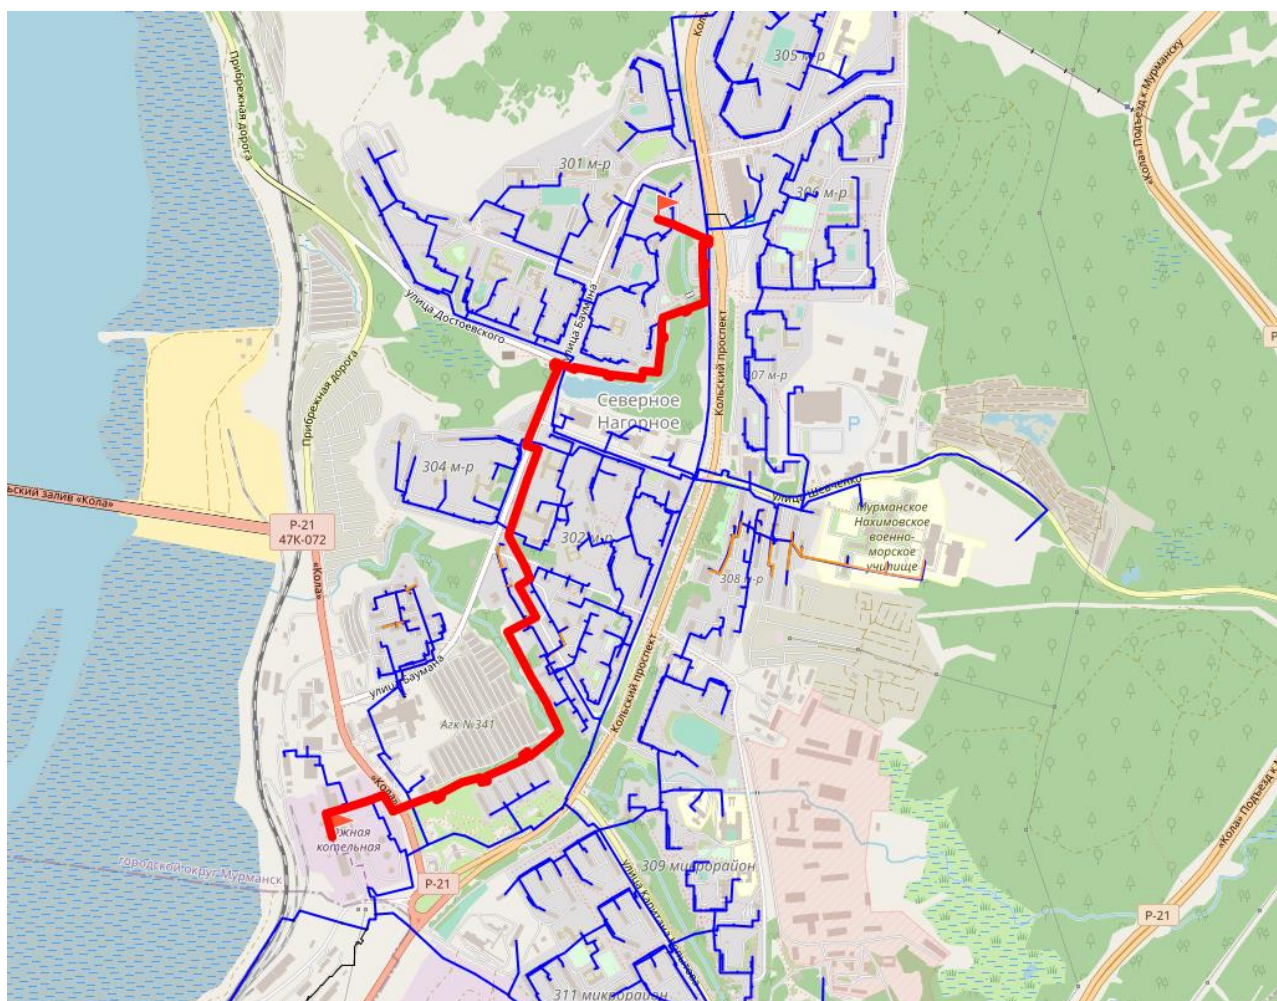 Кол
305 м-р
«Кола» Подъезд к Мурманску
Прибрежная дорога
301 м-р
306 м-р
улица Достоевского
улица Баумана
Кольский проспект
P
07 м-р
Прибрежная дорога
Северное
Нагорное
P
304 м-р
ьский залив «Кола»
улица Шевченко
Р-21
47К-072
«Кола»
302 м-р
Мурманское
Нахимовское
военно-
морское
училище
308 м-р
улица Баумана
Кольский проспект
Агк №341
«Кола»
жная
котельная
городской округ Мурманск
Р-21
309 микрорайон
«Кола» Подъезд к М
Р-21
311 микрорайон